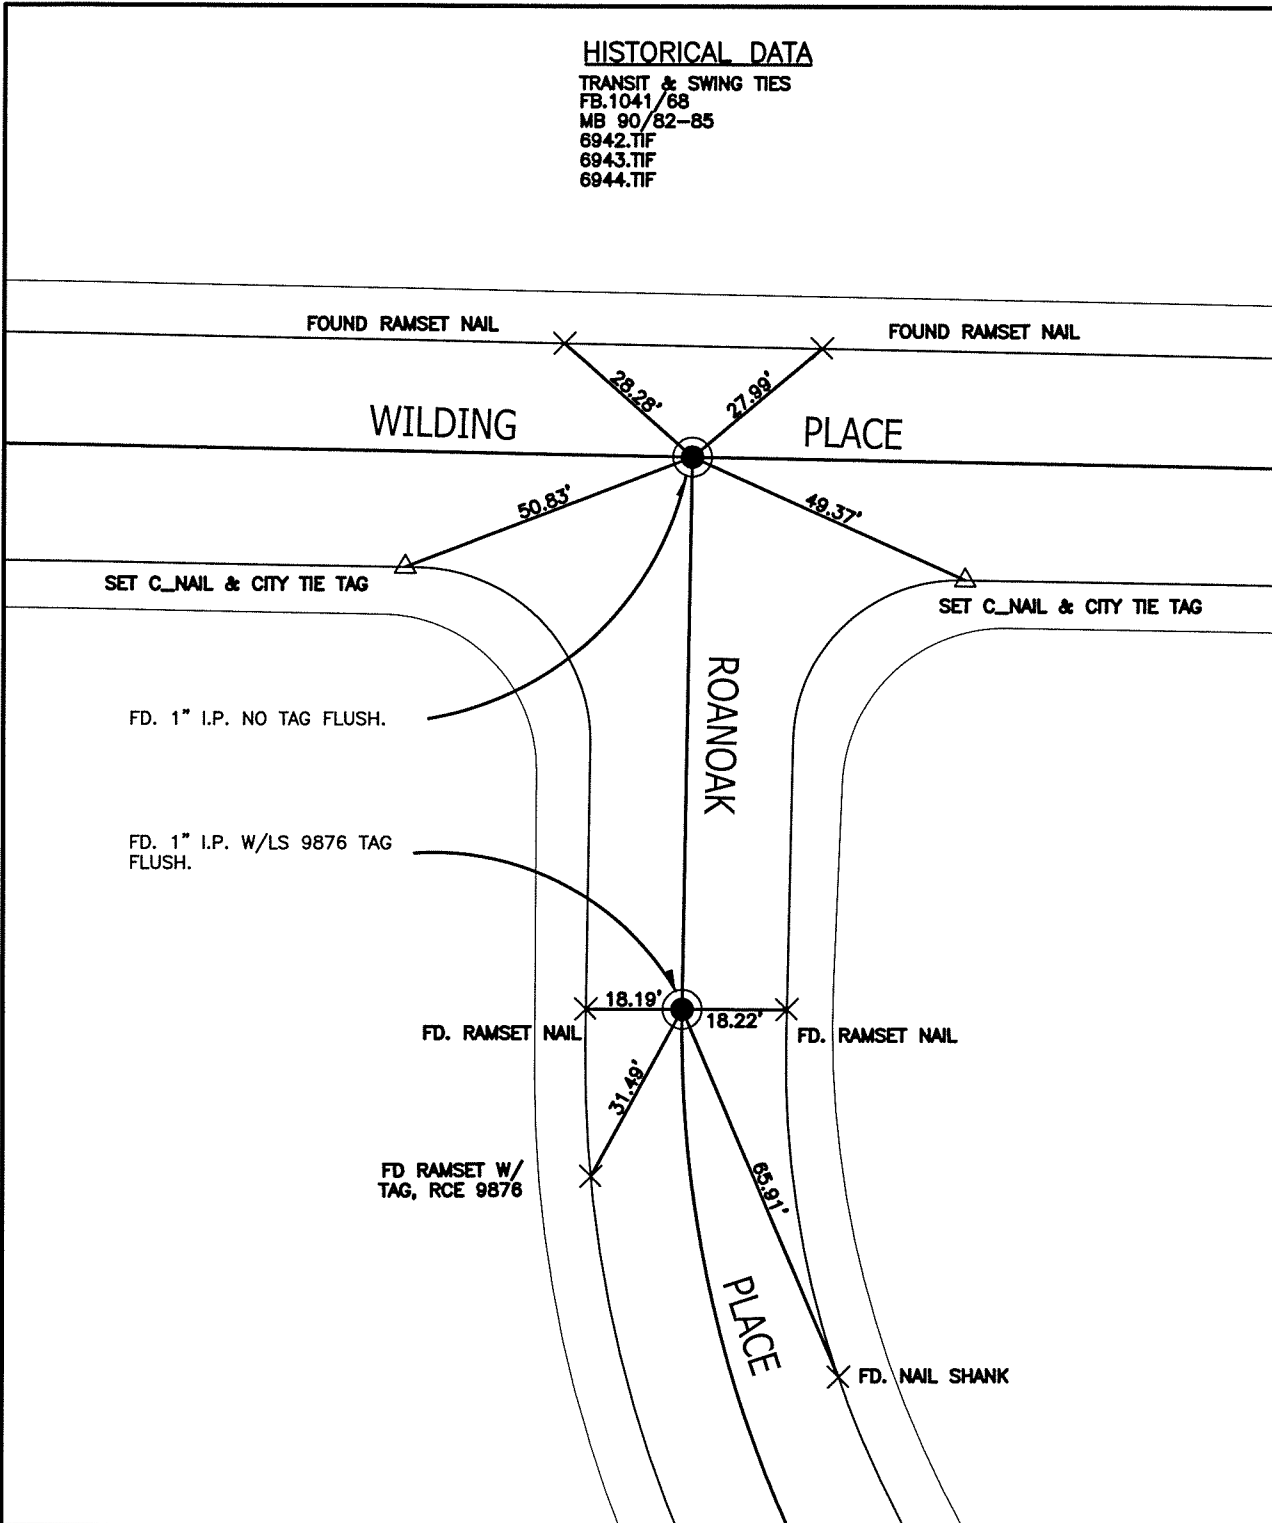 HISTORICAL DATA
TRANSIT & SWING TIES
FB.1041/68
MB 90/82-85
6942.TIF
6943.TIF
6944.TIF
FOUND RAMSET NAIL
FOUND RAMSET NAIL
28.28'
27.99'
WILDING PLACE
50.83'
49.37'
SET C_NAIL & CITY TIE TAG
SET C_NAIL & CITY TIE TAG
ROANOAK
FD. 1" I.P. NO TAG FLUSH.
FD. 1" I.P. W/LS 9876 TAG
FLUSH.
18.19'
18.22'
FD. RAMSET NAIL
FD. RAMSET NAIL
31.49'
FD RAMSET W/
TAG, RCE 9876
65.91'
PLACE
FD. NAIL SHANK